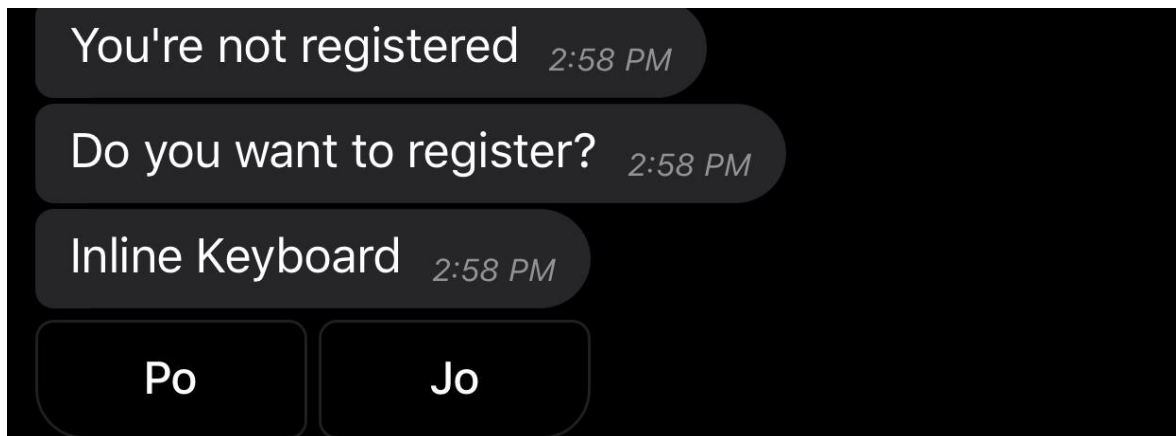 You're not registered 2:58 PM
Do you want to register? 2:58 PM
Inline Keyboard 2:58 PM
Po Jo